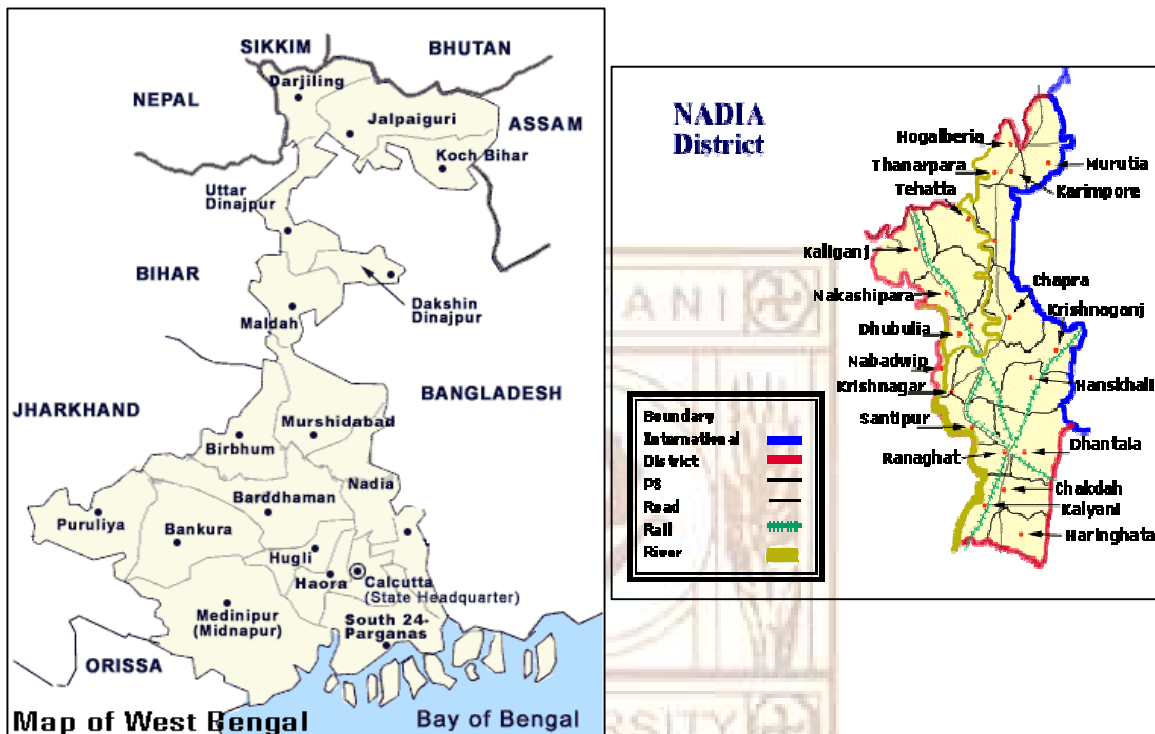 SIKKIM
BHUTAN
Darjiling
NEPAL
Jalpaiguri
ASSAM
Koch Bihar
Uttar
Dinajpur
BIHAR
Dakshin
Dinajpur
Maldah
BANGLADESH
JHARKHAND
Murshidabad
Birbhum
Nadia
Barddhaman
Puruliya
Bankura
Hugli
Haora
Calcutta
(State Headquarter)
Medinipur
(Midnapur)
South 24-
Parganas
ORISSA
Map of West Bengal
Bay of Bengal
NADIA
District
Hogalberia
Thanarpara
Murutia
Karimpore
Tehatta
Kaliganj
Nakashipara
Chapra
Krishnaganj
Dhubulia
Nabadwip
Krishnagar
Hanskhali
Santipur
Ranaghat
Dhantala
Chakdah
Kalyani
Haringhata
Boundary
International
District
PS
Road
Rail
River
ANI
RSITY